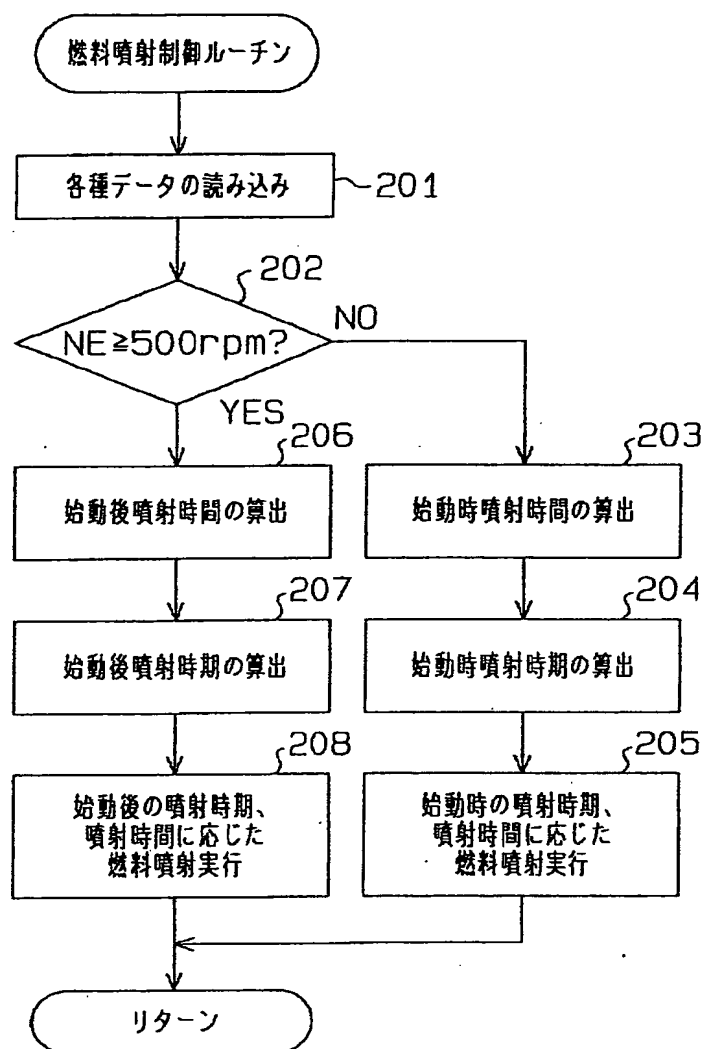 燃料噴射制御ルーチン
各種データの読み込み
201
202
NE≧500rpm?
NO
YES
206
始動後噴射時間の算出
207
始動後噴射時期の算出
208
始動後の噴射時期、
噴射時間に応じた
燃料噴射実行
203
始動時噴射時間の算出
204
始動時噴射時期の算出
205
始動時の噴射時期、
噴射時間に応じた
燃料噴射実行
リターン